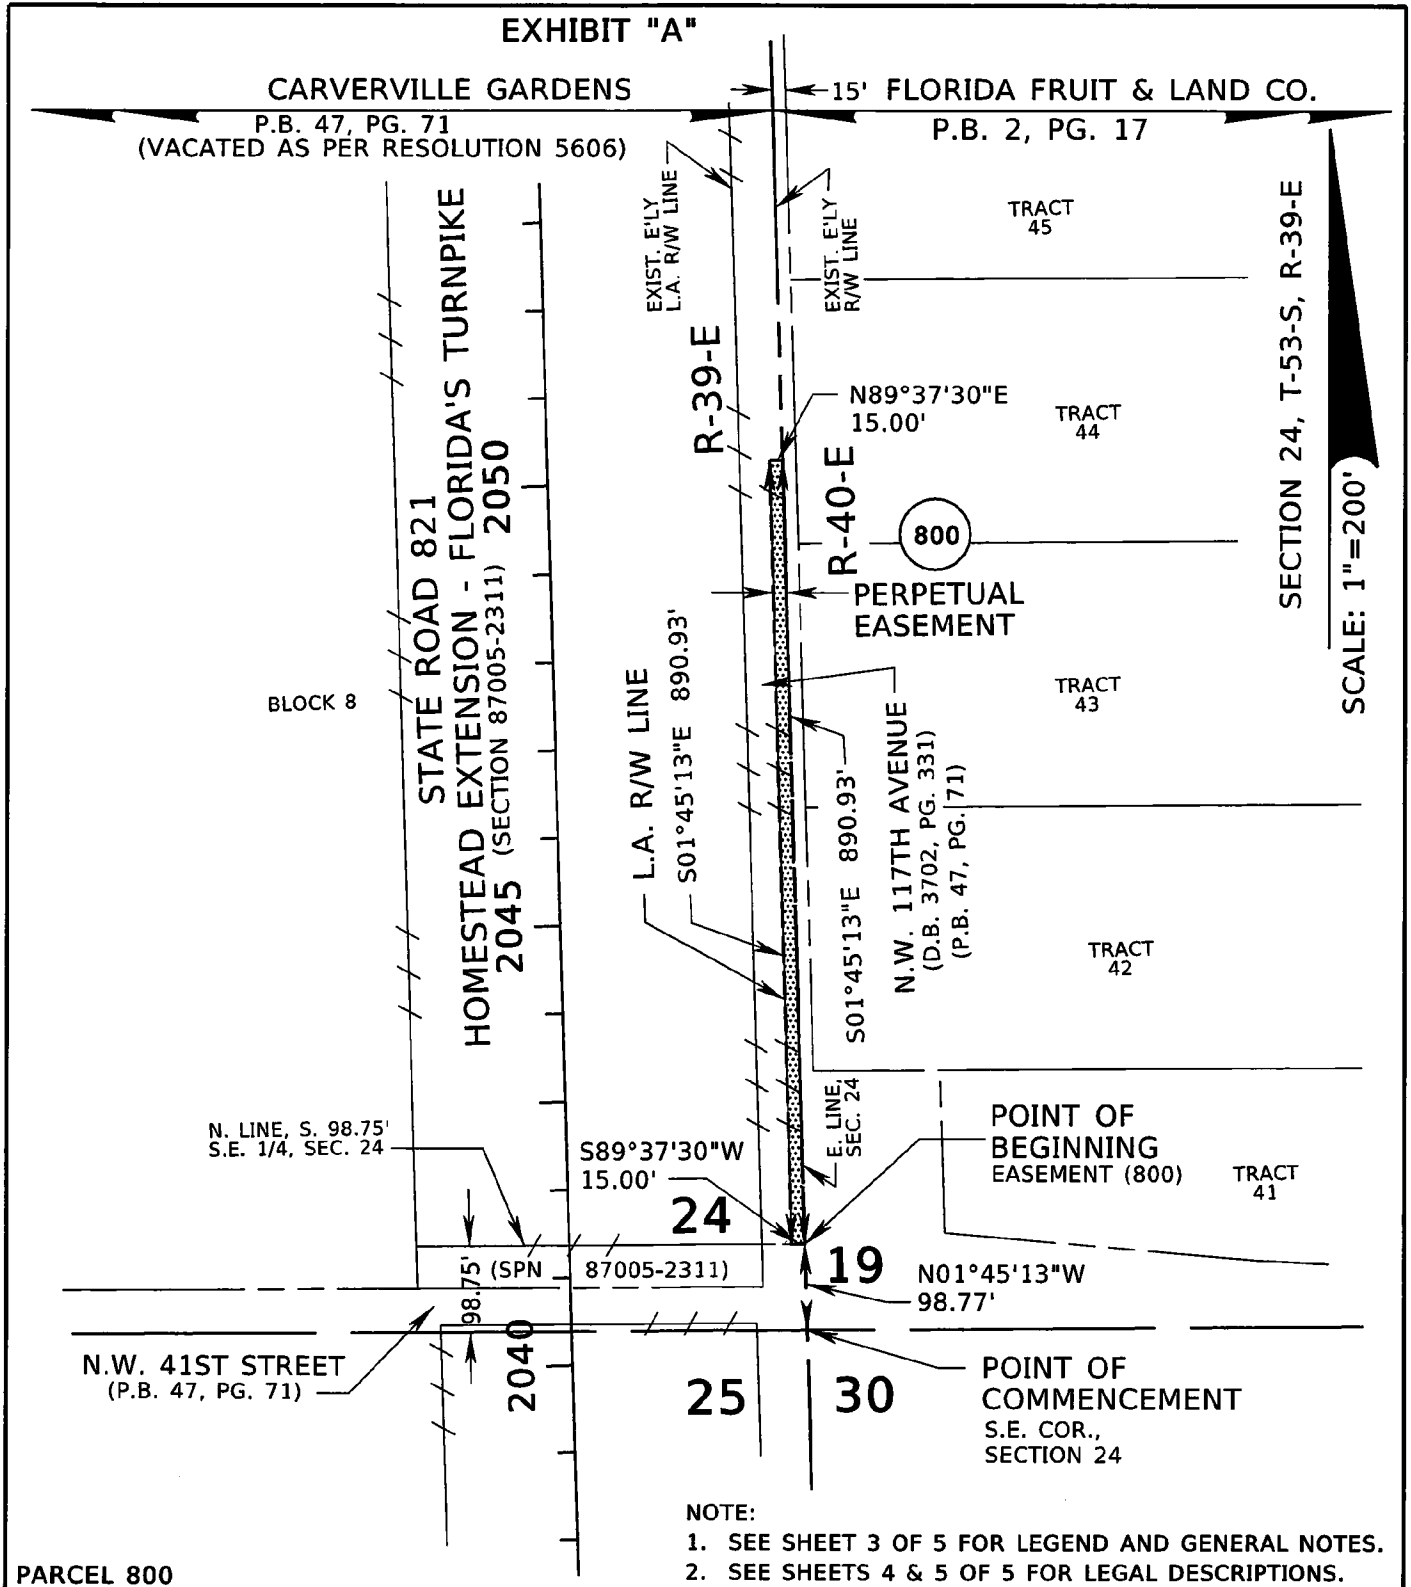 EXHIBIT "A"
CARVERVILLE GARDENS
15'
FLORIDA FRUIT & LAND CO.
P.B. 47, PG. 71
(VACATED AS PER RESOLUTION 5606)
P.B. 2, PG. 17
EXIST. E'LY
L.A. R/W LINE
EXIST. E'LY
R/W LINE
TRACT
45
SECTION 24, T-53-S, R-39-E
SCALE: 1"=200'
STATE ROAD 821
HOMESTEAD EXTENSION - FLORIDA'S TURNPIKE
(SECTION 87005-2311)
2050
2045
2040
R-39-E
R-40-E
N89°37'30"E
15.00'
TRACT
44
800
PERPETUAL
EASEMENT
BLOCK 8
L.A. R/W LINE
S01°45'13"E 890.93'
S01°45'13"E 890.93'
N.W. 117TH AVENUE
(D.B. 3702, PG. 331)
(P.B. 47, PG. 71)
TRACT
43
TRACT
42
E. LINE,
SEC. 24
N. LINE, S. 98.75'
S.E. 1/4, SEC. 24
S89°37'30"W
15.00'
POINT OF
BEGINNING
EASEMENT (800)
TRACT
41
24
19
(SPN 87005-2311)
98.75'
N01°45'13"W
98.77'
N.W. 41ST STREET
(P.B. 47, PG. 71)
25
30
POINT OF
COMMENCEMENT
S.E. COR.,
SECTION 24
NOTE:
1. SEE SHEET 3 OF 5 FOR LEGEND AND GENERAL NOTES.
2. SEE SHEETS 4 & 5 OF 5 FOR LEGAL DESCRIPTIONS.
PARCEL 800